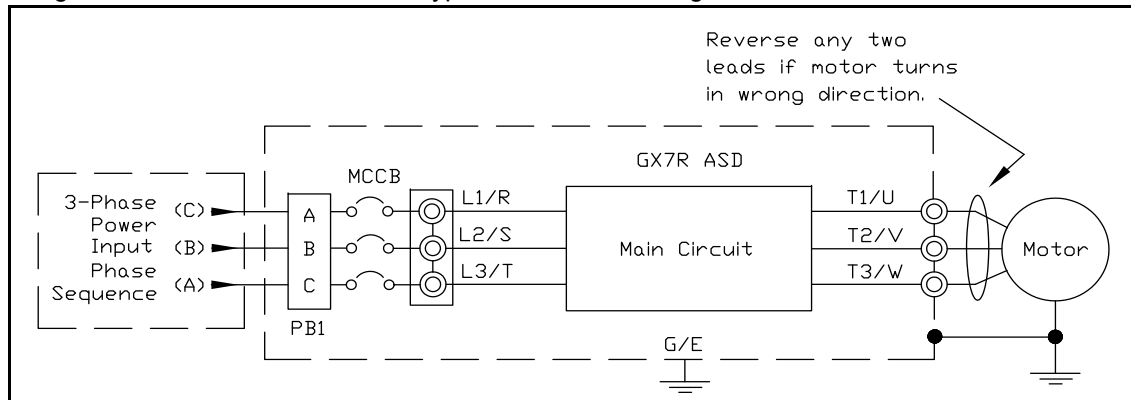 Reverse any two
leads if motor turns
in wrong direction.
GX7R ASD
MCCB
3-Phase
Power
Input
Phase
Sequence
(C)
(B)
(A)
A
B
C
PB1
L1/R
L2/S
L3/T
Main Circuit
T1/U
T2/V
T3/W
Motor
G/E